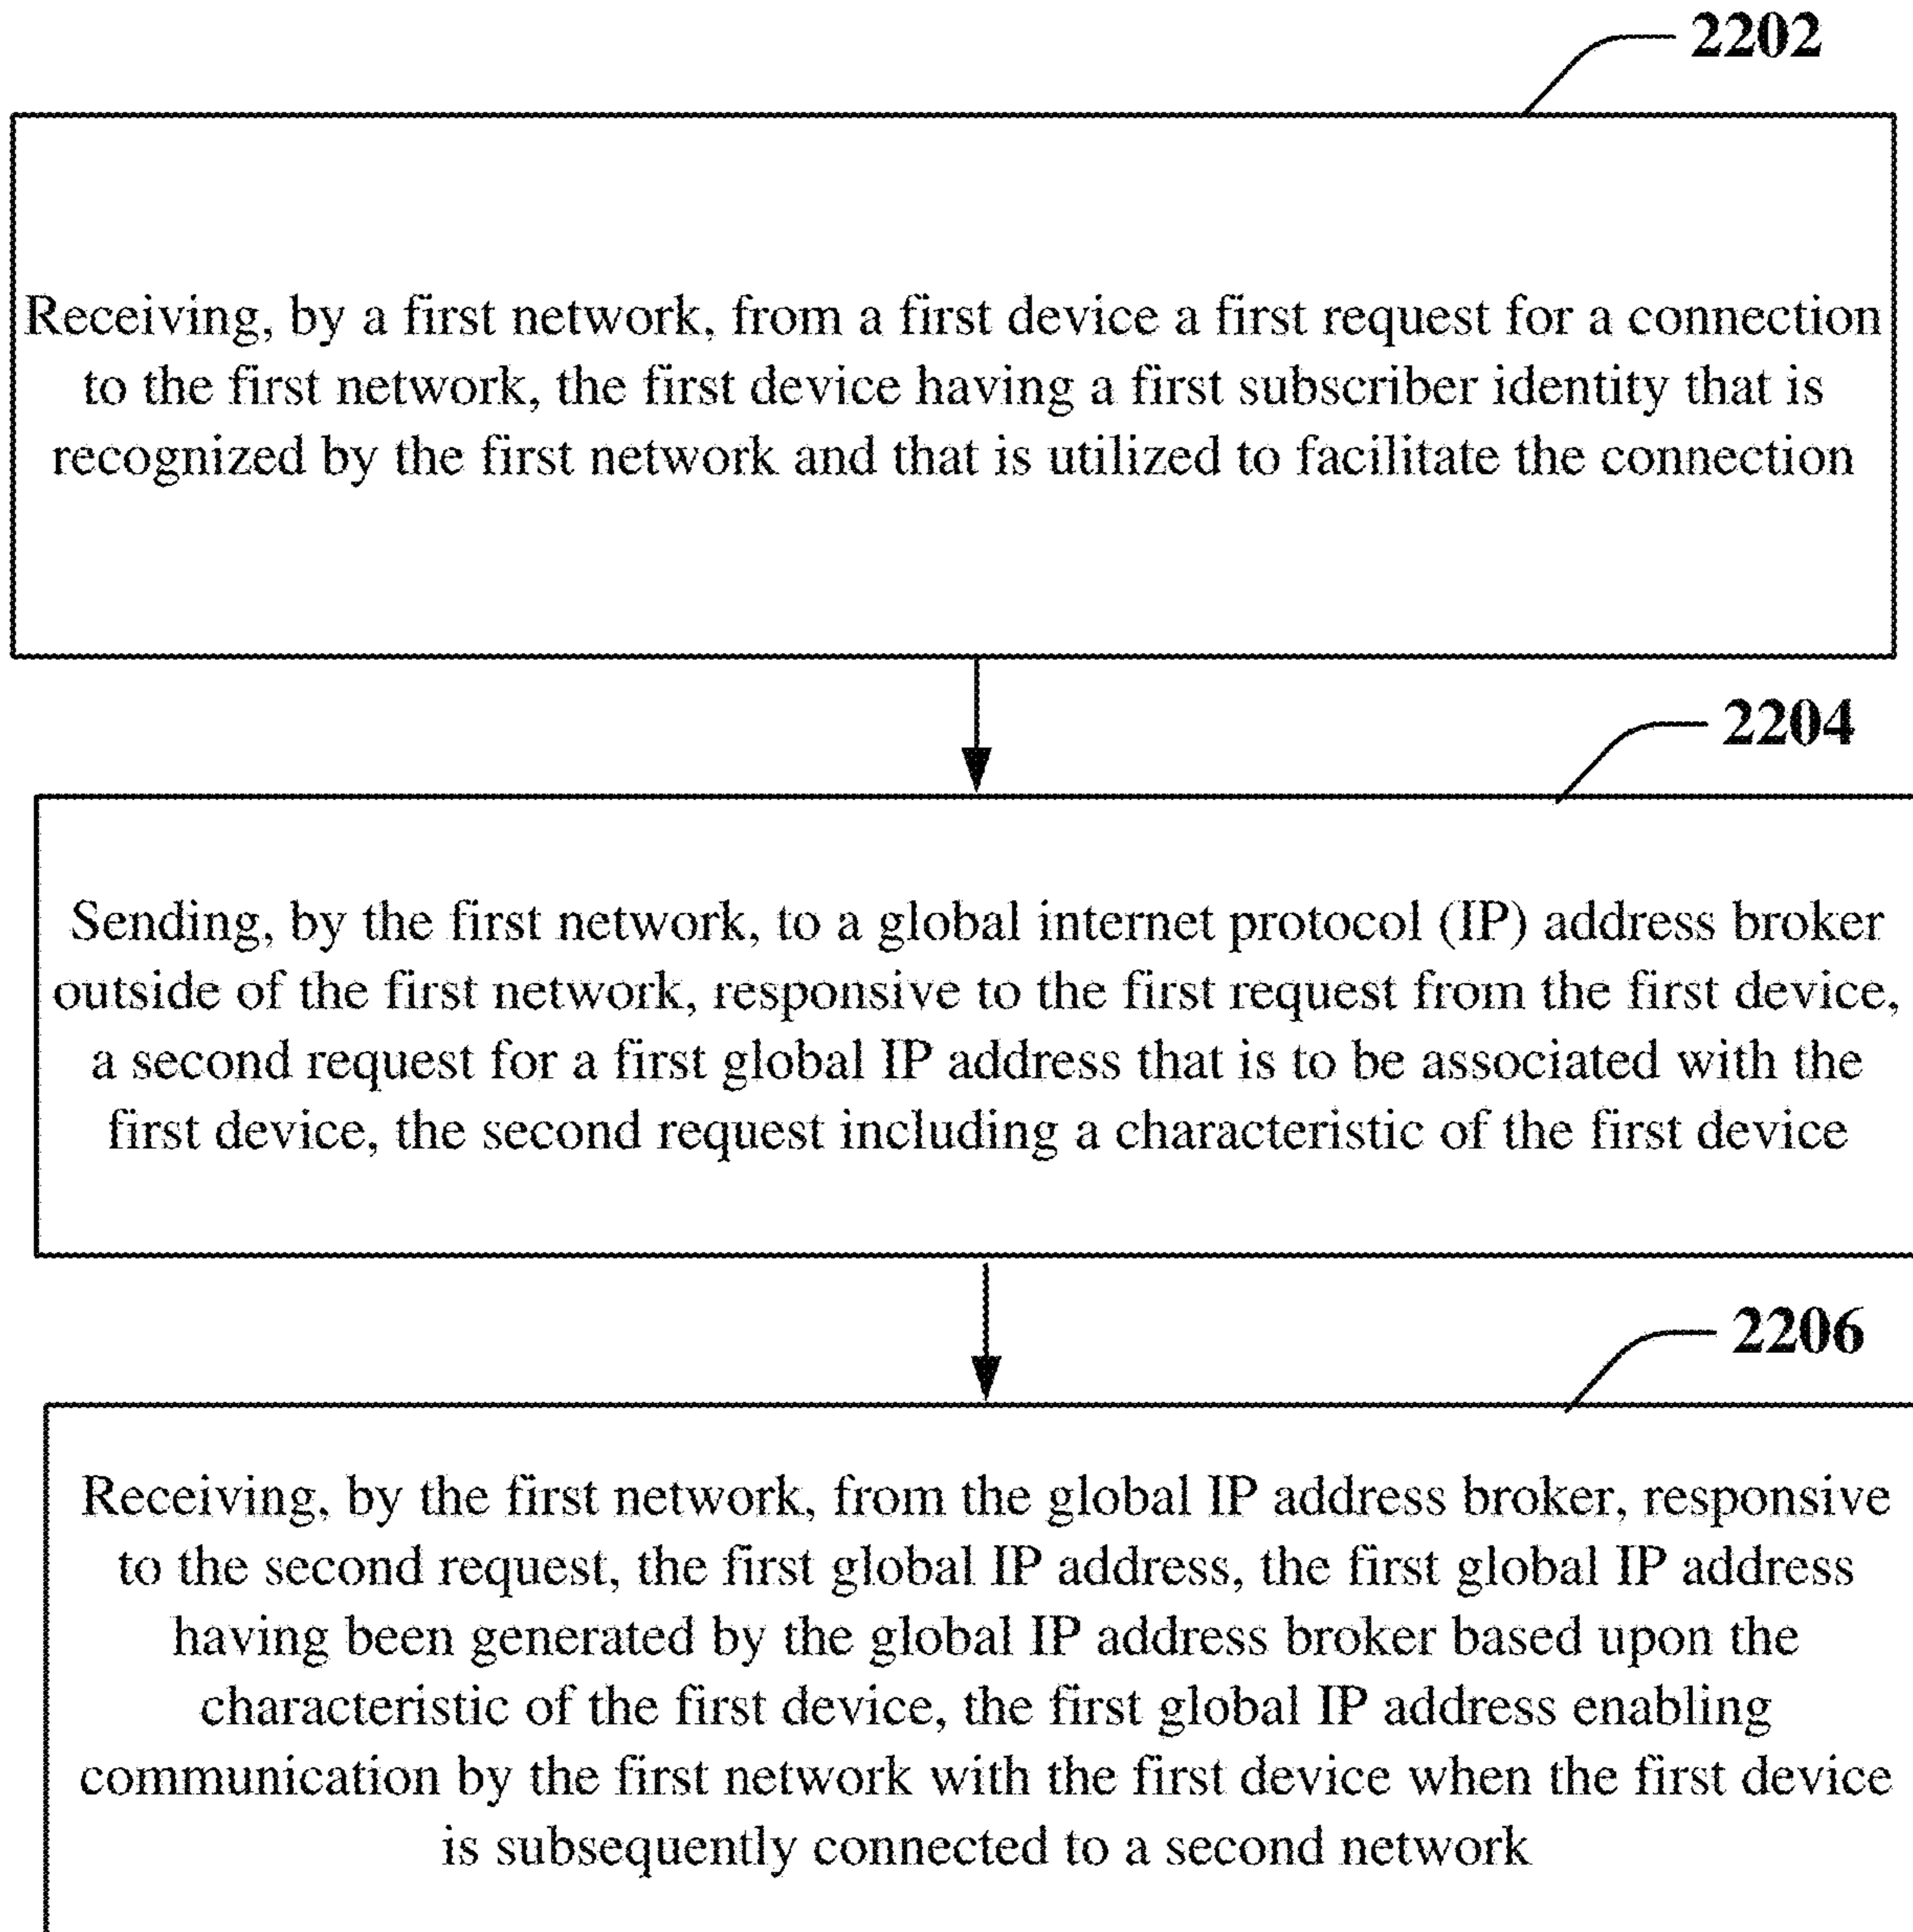 2202
Receiving, by a first network, from a first device a first request for a connection
to the first network, the first device having a first subscriber identity that is
recognized by the first network and that is utilized to facilitate the connection
2204
Sending, by the first network, to a global internet protocol (IP) address broker
outside of the first network, responsive to the first request from the first device,
a second request for a first global IP address that is to be associated with the
first device, the second request including a characteristic of the first device
2206
Receiving, by the first network, from the global IP address broker, responsive
to the second request, the first global IP address, the first global IP address
having been generated by the global IP address broker based upon the
characteristic of the first device, the first global IP address enabling
communication by the first network with the first device when the first device
is subsequently connected to a second network